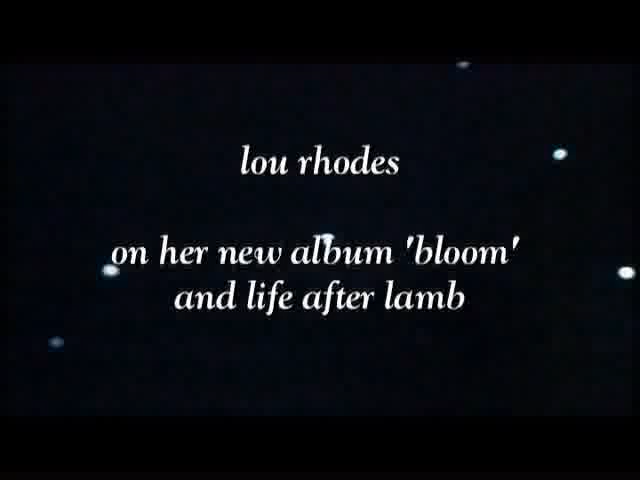 lou rhodes
on her new album 'bloom'
and life after lamb